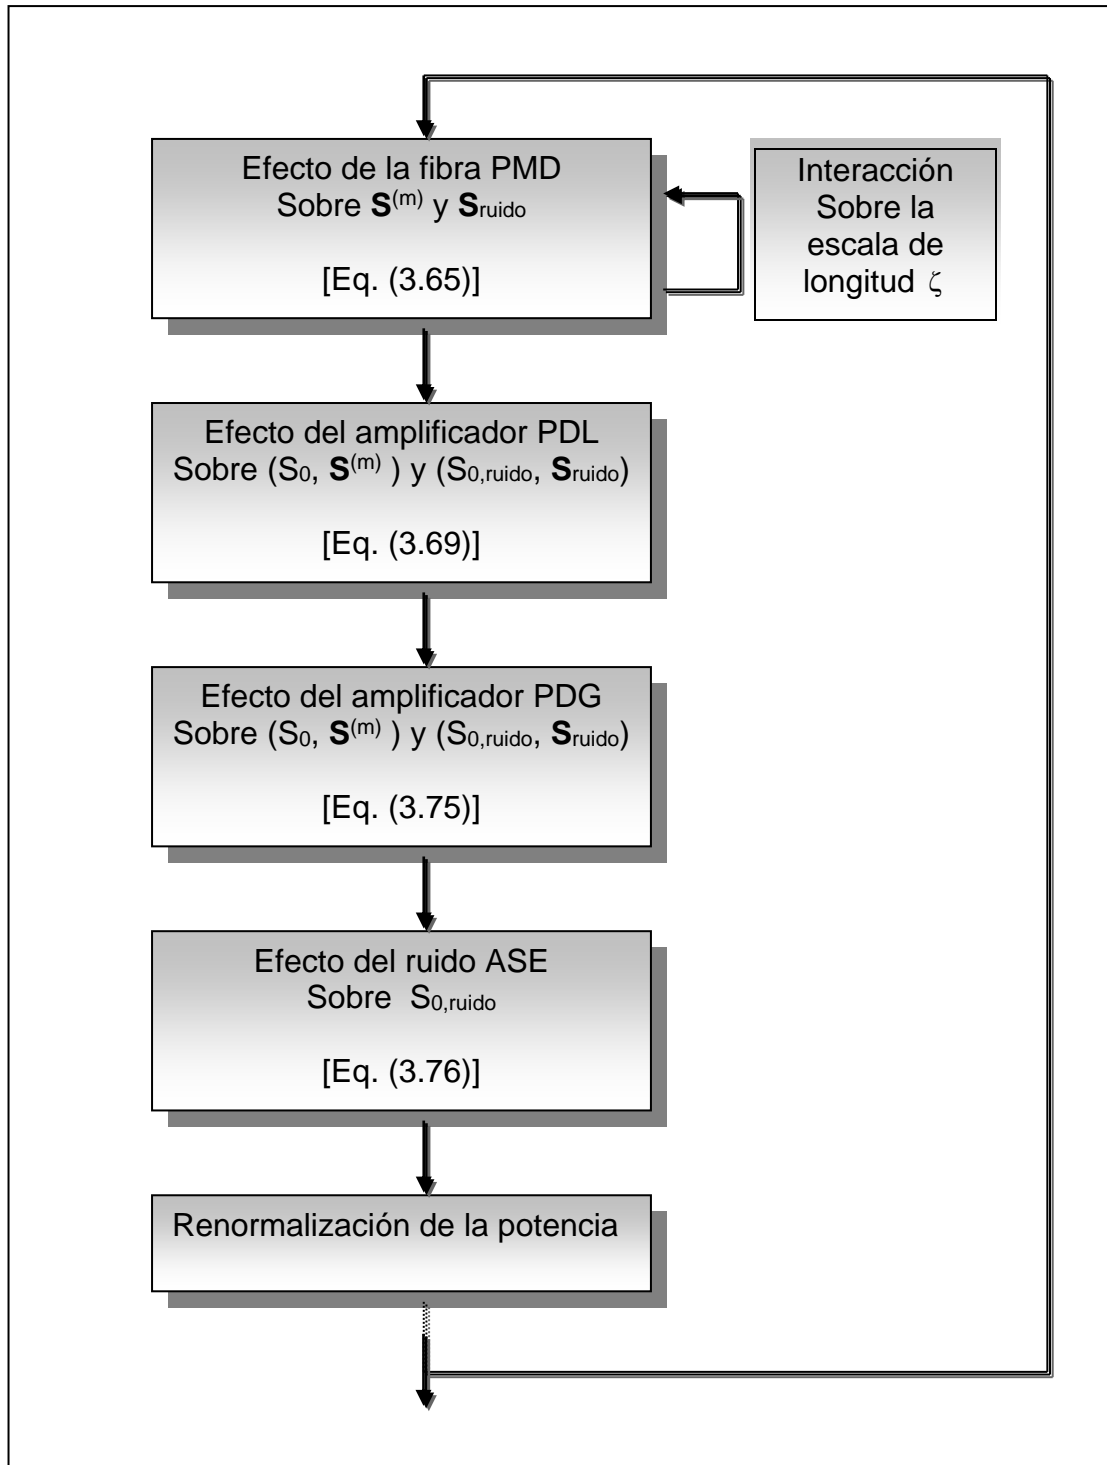 Efecto de la fibra PMD
Sobre S(m) y Sruido
[Eq. (3.65)]
Interacción
Sobre la
escala de
longitud ζ
Efecto del amplificador PDL
Sobre (S0, S(m) ) y (S0,ruido, Sruido)
[Eq. (3.69)]
Efecto del amplificador PDG
Sobre (S0, S(m) ) y (S0,ruido, Sruido)
[Eq. (3.75)]
Efecto del ruido ASE
Sobre S0,ruido
[Eq. (3.76)]
Renormalización de la potencia